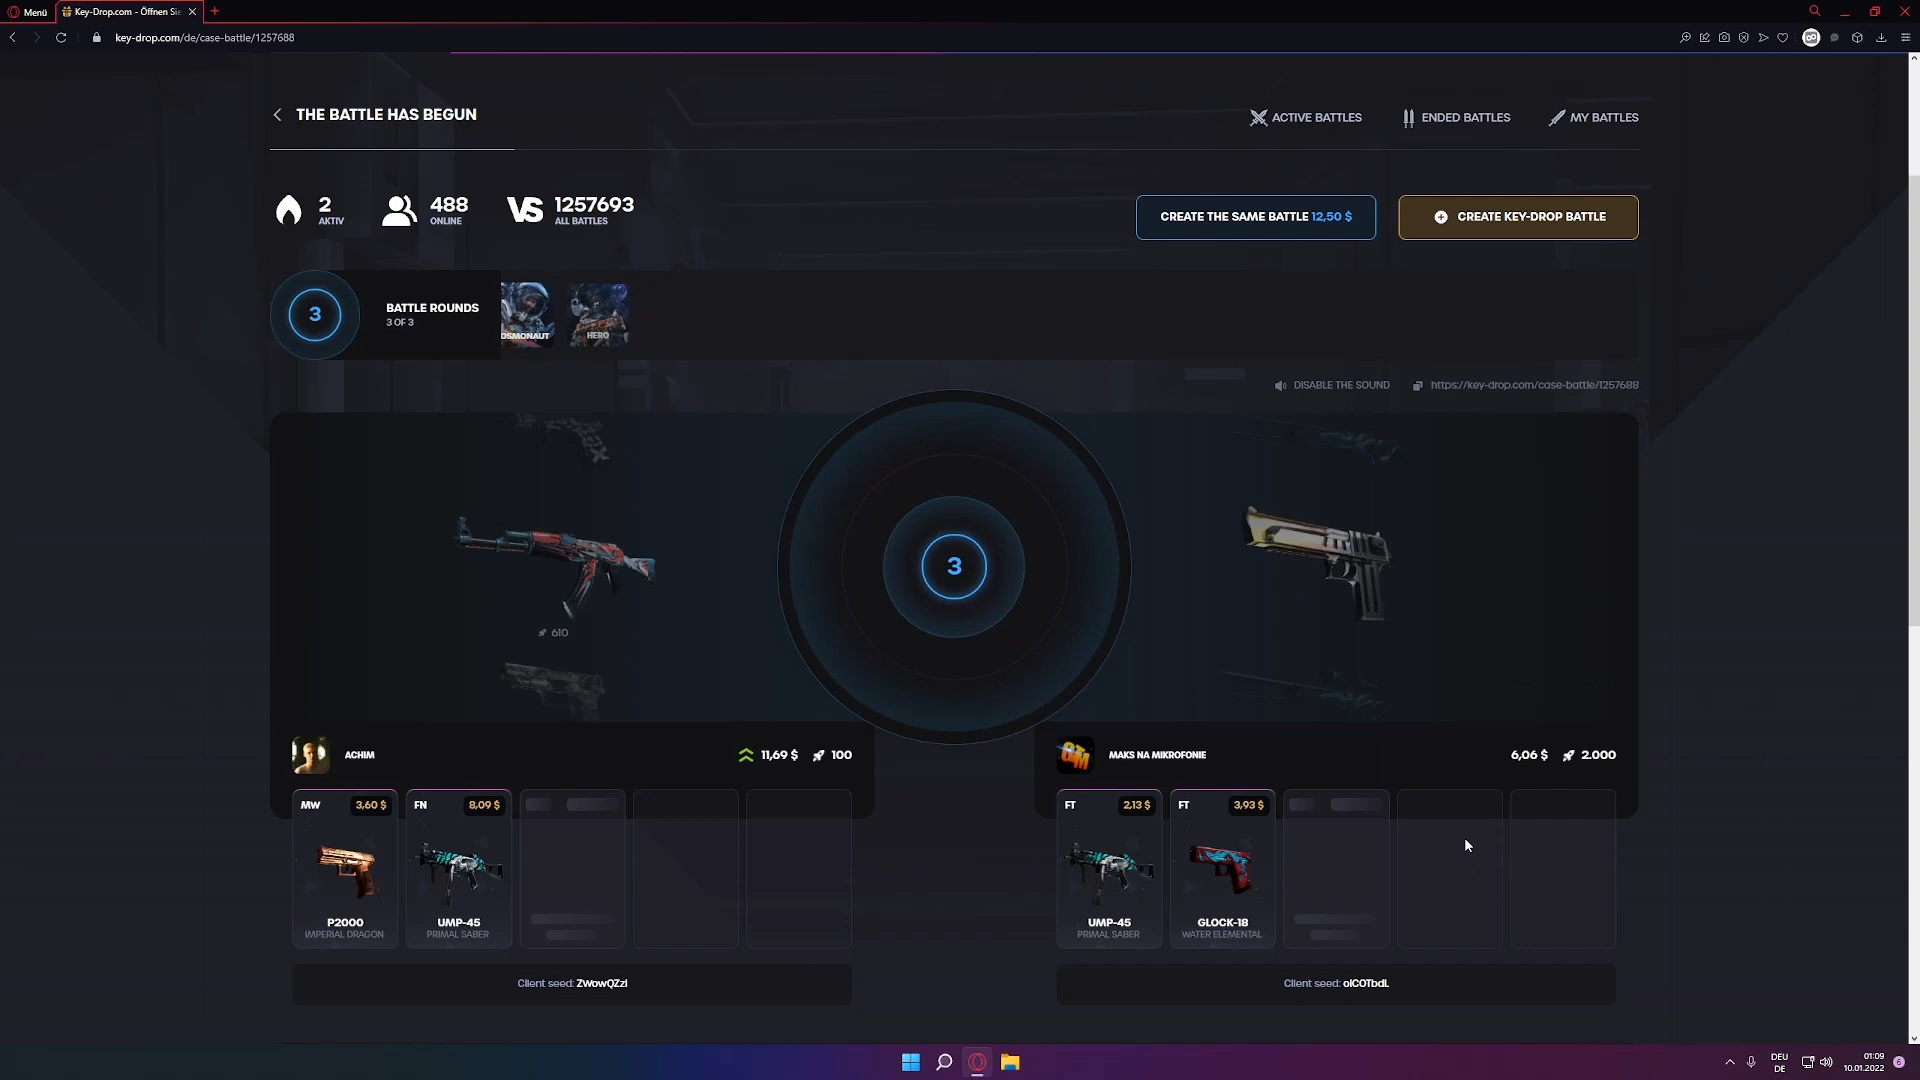 Menü
Key-Drop.com - Öffnen Sie
key-drop.com/de/case-battle/1257688
THE BATTLE HAS BEGUN
ACTIVE BATTLES
ENDED BATTLES
MY BATTLES
2
AKTIV
488
ONLINE
VS
1257693
ALL BATTLES
CREATE THE SAME BATTLE 12,50 $
CREATE KEY-DROP BATTLE
3
BATTLE ROUNDS
3 OF 3
OSMONAUT
HERO
DISABLE THE SOUND
https://key-drop.com/case-battle/1257688
3
610
ACHIM
11,69 $
100
MAKS NA MIKROFONIE
6,06 $
2.000
MW
3,60 $
P2000
IMPERIAL DRAGON
FN
8,09 $
UMP-45
PRIMAL SABER
FT
2,13 $
UMP-45
PRIMAL SABER
FT
3,93 $
GLOCK-18
WATER ELEMENTAL
Client seed: ZWowQZzl
Client seed: olCOTbdL
DEU
DE
01:09
10.01.2022
6